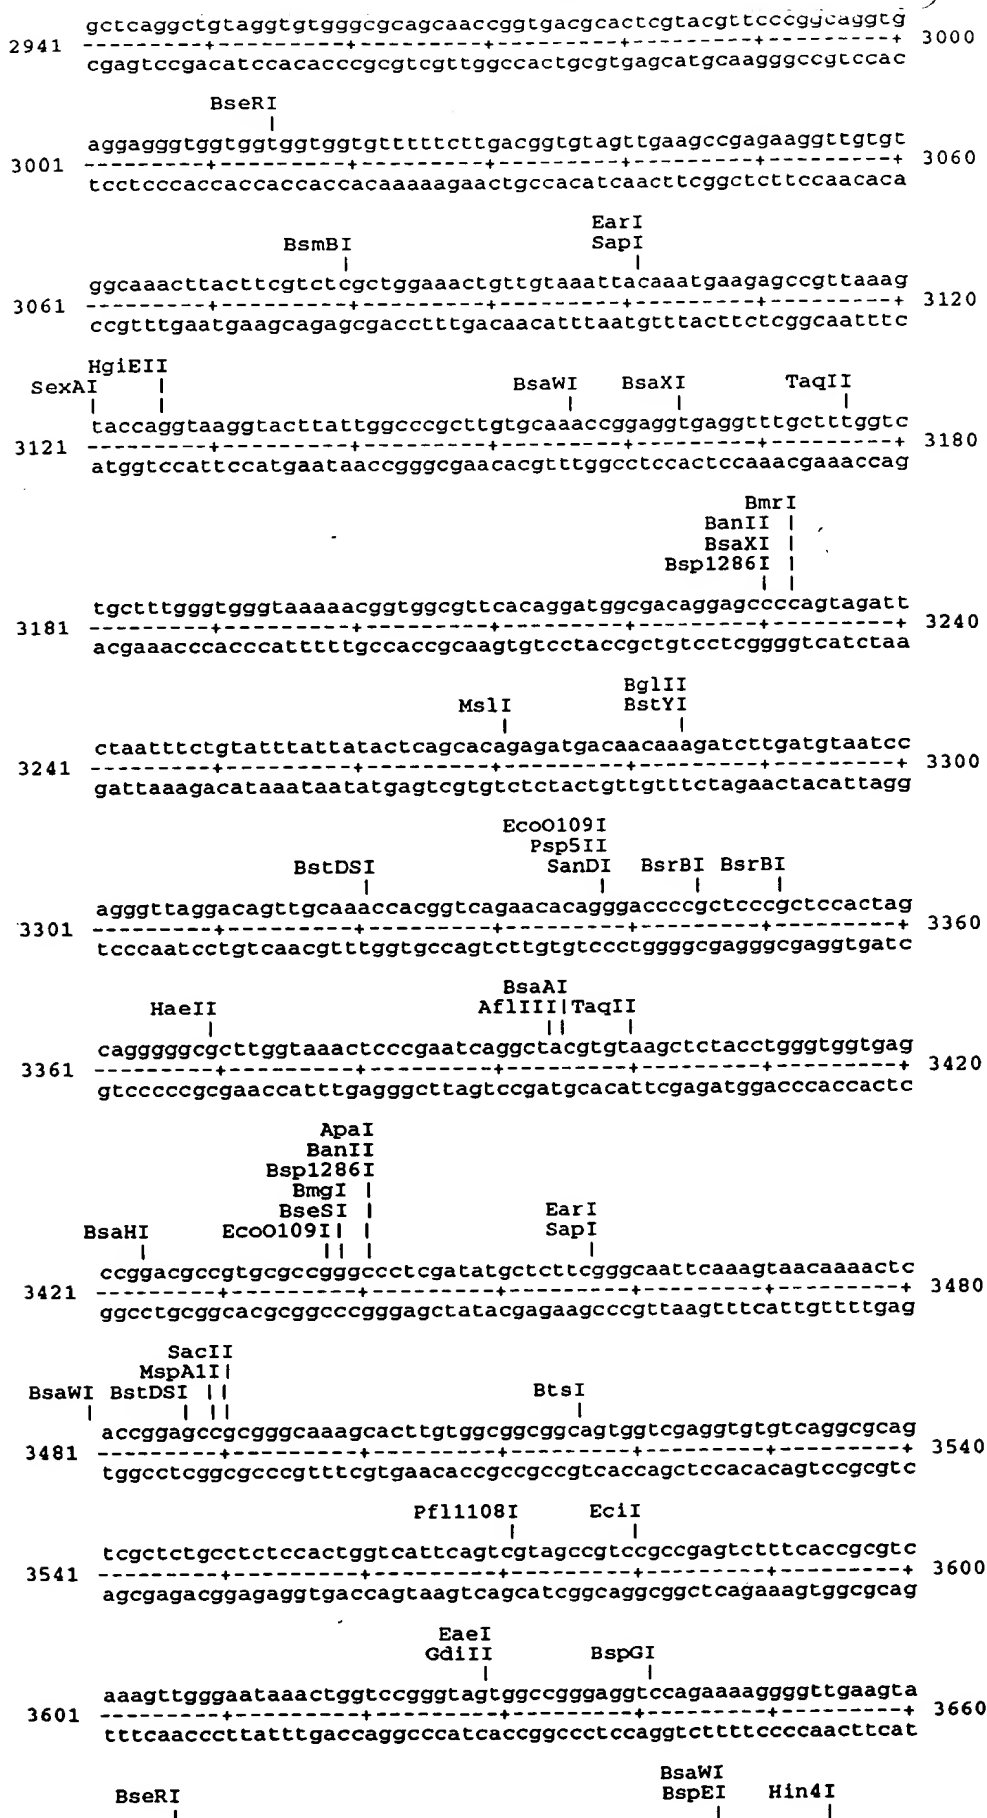 gctcaggctgtaggtgtgggcgcagcaaccggtgacgcactcgtacgttcccggcaggtg
2941 ---------+---------+---------+---------+---------+---------+ 3000
cgagtccgacatccacacccgcgtcgttggccactgcgtgagcatgcaagggccgtccac
BseRI
|
aggagggtggtggtggtggtgtttttcttgacggtgtagttgaagccgagaaggttgtgt
3001 ---------+---------+---------+---------+---------+---------+ 3060
tcctcccaccaccaccaccacaaaaagaactgccacatcaacttcggctcttccaacaca
EarI
BsmBI SapI
| |
ggcaaacttacttcgtctcgctggaaactgttgtaaattacaaatgaagagccgttaaag
3061 ---------+---------+---------+---------+---------+---------+ 3120
ccgtttgaatgaagcagagcgacctttgacaacatttaatgtttacttctcggcaatttc
HgiEII
SexAI | BsaWI BsaXI TaqII
| | | | |
taccaggtaaggtacttattggcccgcttgtgcaaaccggaggtgaggtttgctttggtc
3121 ---------+---------+---------+---------+---------+---------+ 3180
atggtccattccatgaataaccgggcgaacacgtttggcctccactccaaacgaaaccag
BmrI
BanII |
BsaXI |
Bsp1286I |
| |
tgctttgggtgggtaaaaacggtggcgttcacaggatggcgacaggagccccagtagatt
3181 ---------+---------+---------+---------+---------+---------+ 3240
acgaaacccacccatttttgccaccgcaagtgtcctaccgctgtcctcggggtcatctaa
BglII
MslI BstYI
| |
ctaatttctgtatttattatactcagcacagagatgacaacaaagatcttgatgtaatcc
3241 ---------+---------+---------+---------+---------+---------+ 3300
gattaaagacataaataatatgagtcgtgtctctactgttgtttctagaactacattagg
EcoO109I
Psp5II
BstDSI SanDI BsrBI BsrBI
| | | |
agggttaggacagttgcaaaccacggtcagaacacagggaccccgctcccgctccactag
3301 ---------+---------+---------+---------+---------+---------+ 3360
tcccaatcctgtcaacgtttggtgccagtcttgtgtccctggggcgagggcgaggtgatc
BsaAI
HaeII AflIII|TaqII
| || |
cagggggcgcttggtaaactcccgaatcaggctacgtgtaagctctacctgggtggtgag
3361 ---------+---------+---------+---------+---------+---------+ 3420
gtcccccgcgaaccatttgagggcttagtccgatgcacattcgagatggacccaccactc
ApaI
BanII
Bsp1286I
BmgI |
BseSI | EarI
BsaHI EcoO109I| | SapI
| || | |
ccggacgccgtgcgccgggcccctcgatatgctcttcgggcaattcaaagtaacaaaactc
3421 ---------+---------+---------+---------+---------+---------+ 3480
ggcctgcggcacgcggcccgggagctatacgagaagcccgttaagtttcattgttttgag
SacII
MspA1I|
BsaWI BstDSI || BtsI
| | || |
accggagccgcgggcaaagcacttgtggcggcggcagtggtcgaggtgtgtcaggcgcag
3481 ---------+---------+---------+---------+---------+---------+ 3540
tggcctcggcgcccgtttcgtgaacaccgccgccgtcaccagctccacacagtccgcgtc
Pfl1108I EciI
| |
tcgctctgcctctccactggtcattcagtcgtagccgtccgccgagtctttcaccgcgtc
3541 ---------+---------+---------+---------+---------+---------+ 3600
agcgagacggagaggtgaccagtaagtcagcatcggcaggcggctcagaaagtggcgcag
EaeI
GdiII BspGI
| |
aaagttgggaataaactggtccgggtagtggccgggaggtccagaaaaggggttgaagta
3601 ---------+---------+---------+---------+---------+---------+ 3660
tttcaacccttatttgaccaggcccatcaccggccctccaggtcttttccccaacttcat
BsaWI
BseRI BspEI Hin4I
| | |